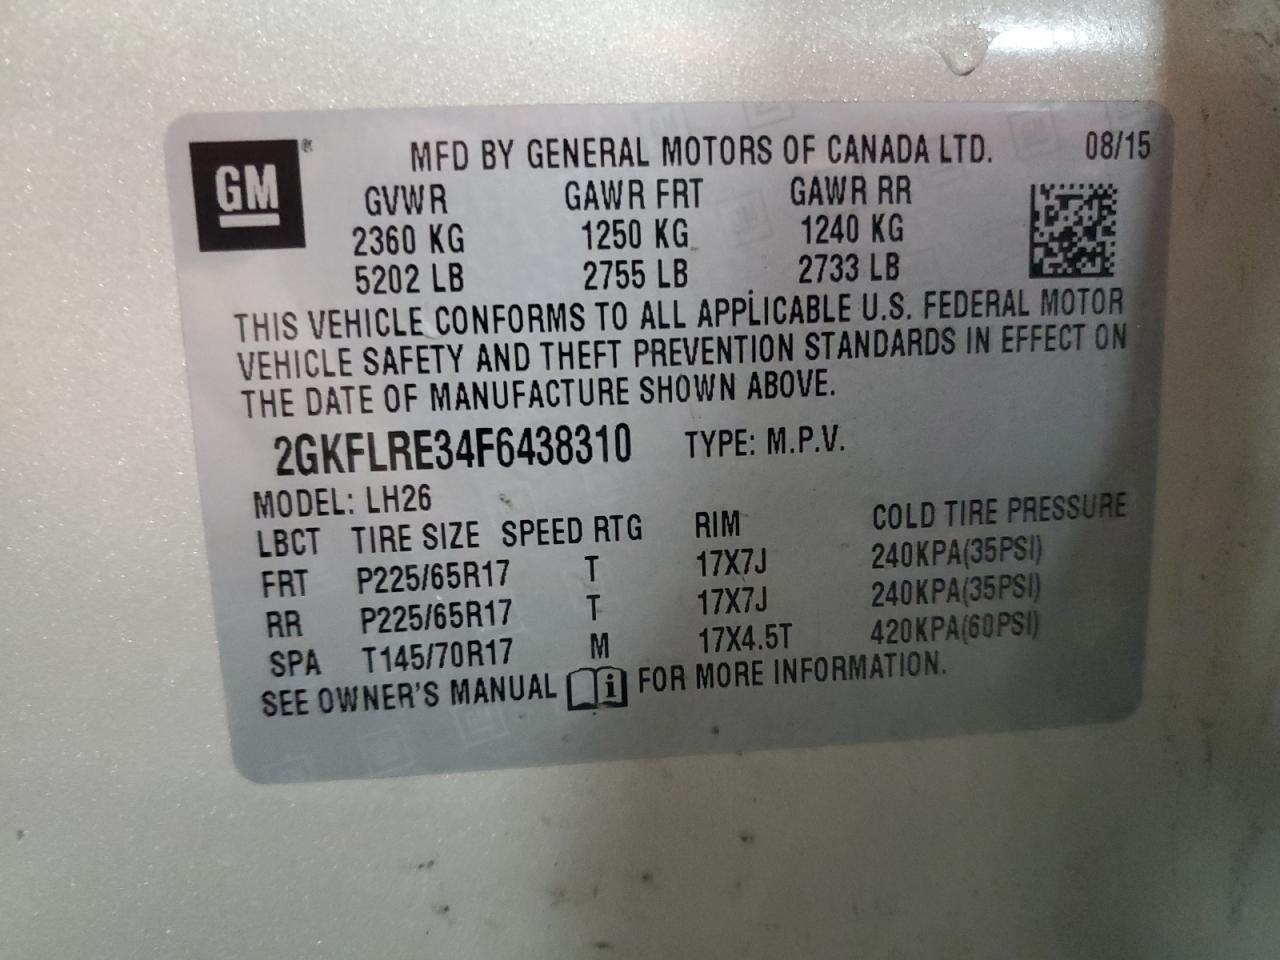 GM® MFD BY GENERAL MOTORS OF CANADA LTD. 08/15
GVWR GAWR FRT GAWR RR
2360 KG 1250 KG 1240 KG
5202 LB 2755 LB 2733 LB
THIS VEHICLE CONFORMS TO ALL APPLICABLE U.S. FEDERAL MOTOR
VEHICLE SAFETY AND THEFT PREVENTION STANDARDS IN EFFECT ON
THE DATE OF MANUFACTURE SHOWN ABOVE.
2GKFLRE34F6438310 TYPE: M.P.V.
MODEL: LH26
LBCT TIRE SIZE SPEED RTG RIM COLD TIRE PRESSURE
FRT P225/65R17 T 17X7J 240KPA(35PSI)
RR P225/65R17 T 17X7J 240KPA(35PSI)
SPA T145/70R17 M 17X4.5T 420KPA(60PSI)
SEE OWNER'S MANUAL i FOR MORE INFORMATION.